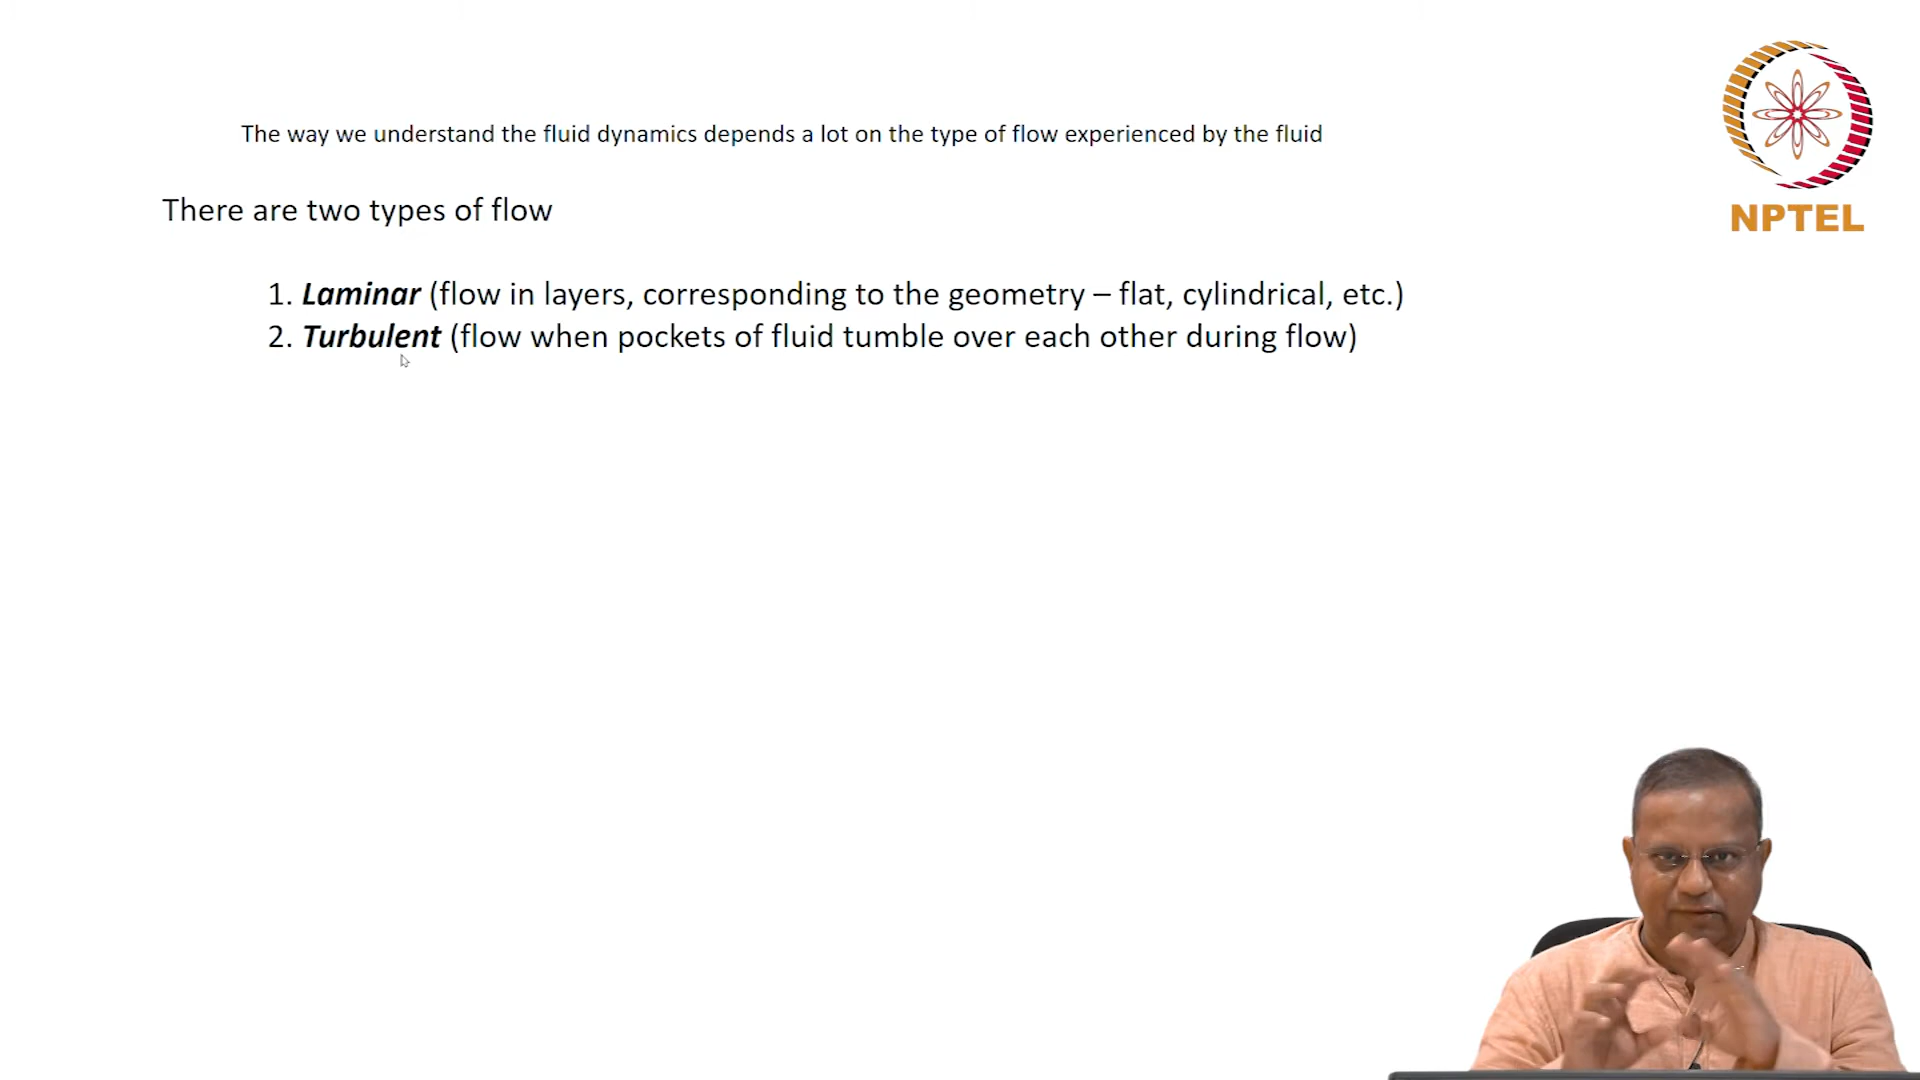 The way we understand the fluid dynamics depends a lot on the type of flow experienced by the fluid
There are two types of flow
1. Laminar (flow in layers, corresponding to the geometry – flat, cylindrical, etc.)
2. Turbulent (flow when pockets of fluid tumble over each other during flow)
NPTEL